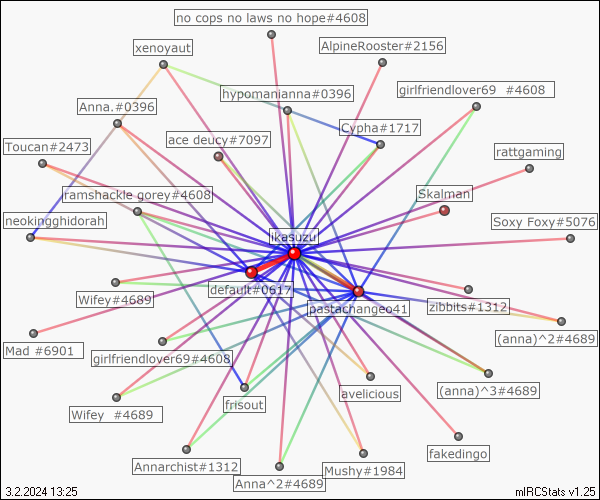 no cops no laws no hope#4608
xenoyaut
AlpineRooster#2156
girlfriendlover69 #4608
hypomanianna#0396
Anna.#0396
Cypha#1717
ace deucy#7097
Toucan#2473
rattgaming
ramshackle gorey#4608
Skalman
neokingghidorah
Soxy Foxy#5076
ikasuzu
default#0617
Wifey#4689
pastachangeo41
zibbits#1312
(anna)^2#4689
Mad #6901
girlfriendlover69#4608
(anna)^3#4689
avelicious
frisout
Wifey #4689
fakedingo
Annarchist#1312
Mushy#1984
Anna^2#4689
3.2.2024 13:25
mIRCStats v1.25